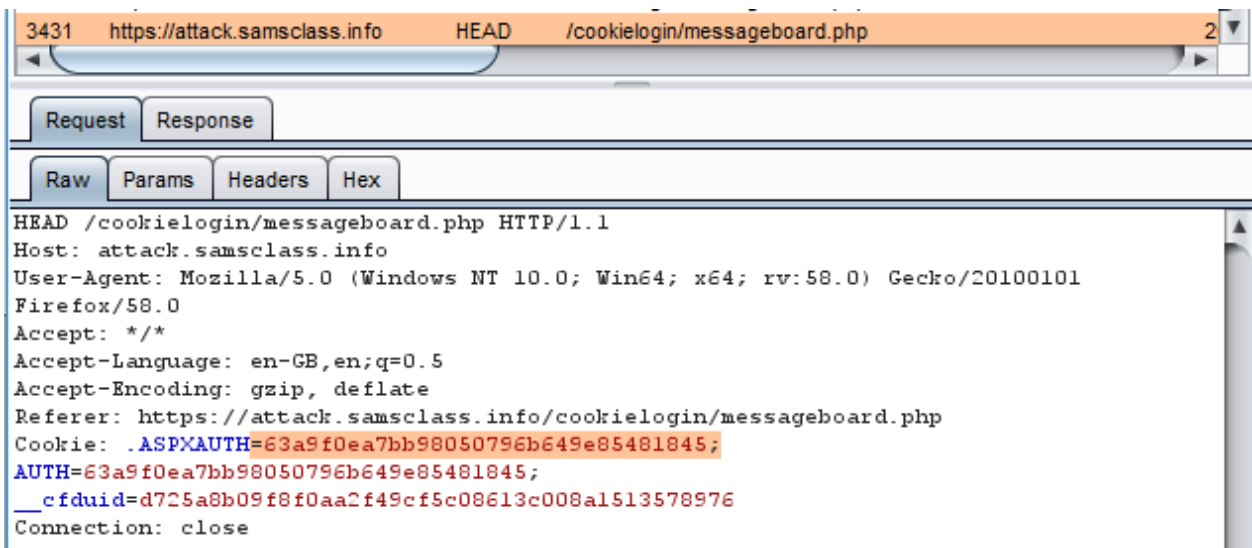 3431 https://attack.samsclass.info HEAD /cookielogin/messageboard.php 2
Request Response
Raw Params Headers Hex
HEAD /cookielogin/messageboard.php HTTP/1.1
Host: attack.samsclass.info
User-Agent: Mozilla/5.0 (Windows NT 10.0; Win64; x64; rv:58.0) Gecko/20100101
Firefox/58.0
Accept: */*
Accept-Language: en-GB,en;q=0.5
Accept-Encoding: gzip, deflate
Referer: https://attack.samsclass.info/cookielogin/messageboard.php
Cookie: .ASPXAUTH=63a9f0ea7bb98050796b649e85481845;
AUTH=63a9f0ea7bb98050796b649e85481845;
__cfduid=d725a8b09f8f0aa2f49cf5c08613c008a1513578976
Connection: close